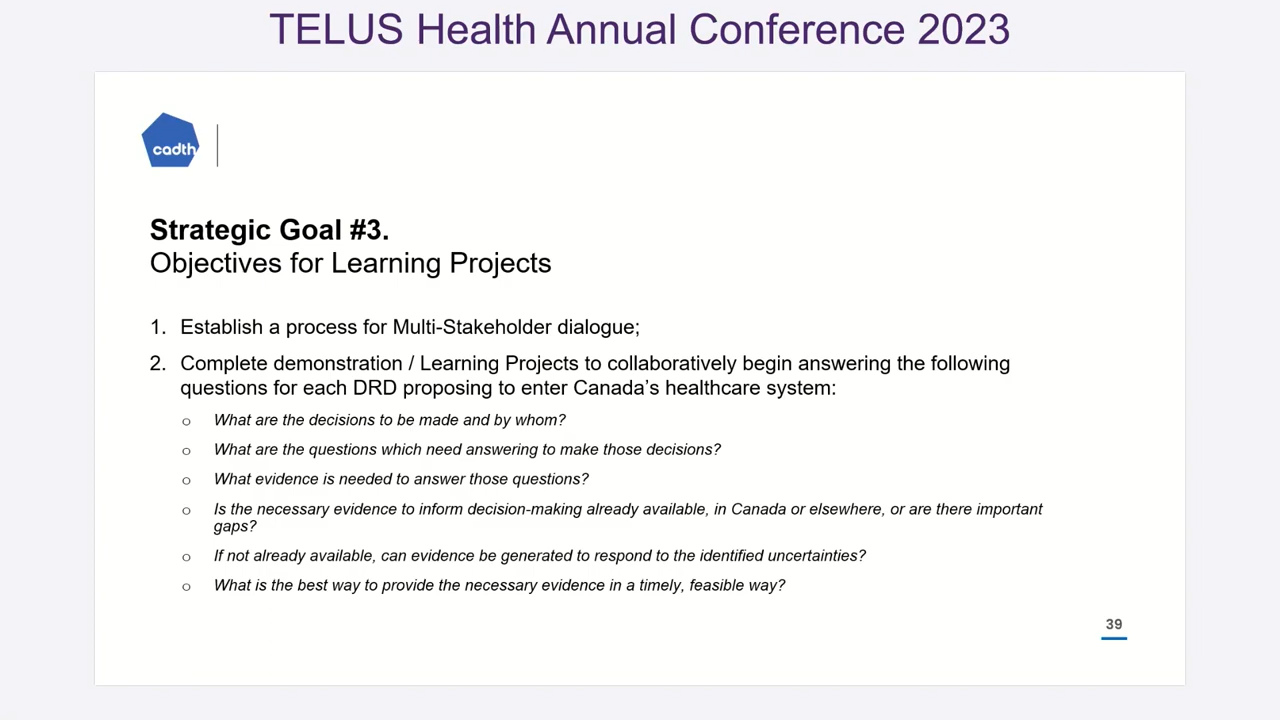 TELUS Health Annual Conference 2023
cadth
Strategic Goal #3.
Objectives for Learning Projects
1. Establish a process for Multi-Stakeholder dialogue;
2. Complete demonstration / Learning Projects to collaboratively begin answering the following
questions for each DRD proposing to enter Canada’s healthcare system:
o What are the decisions to be made and by whom?
o What are the questions which need answering to make those decisions?
o What evidence is needed to answer those questions?
o Is the necessary evidence to inform decision-making already available, in Canada or elsewhere, or are there important
gaps?
o If not already available, can evidence be generated to respond to the identified uncertainties?
o What is the best way to provide the necessary evidence in a timely, feasible way?
39